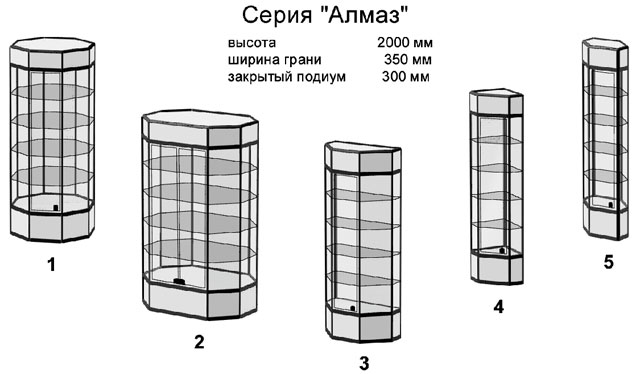 Серия "Алмаз"
высота 2000 мм
ширина грани 350 мм
закрытый подиум 300 мм
1
2
3
4
5